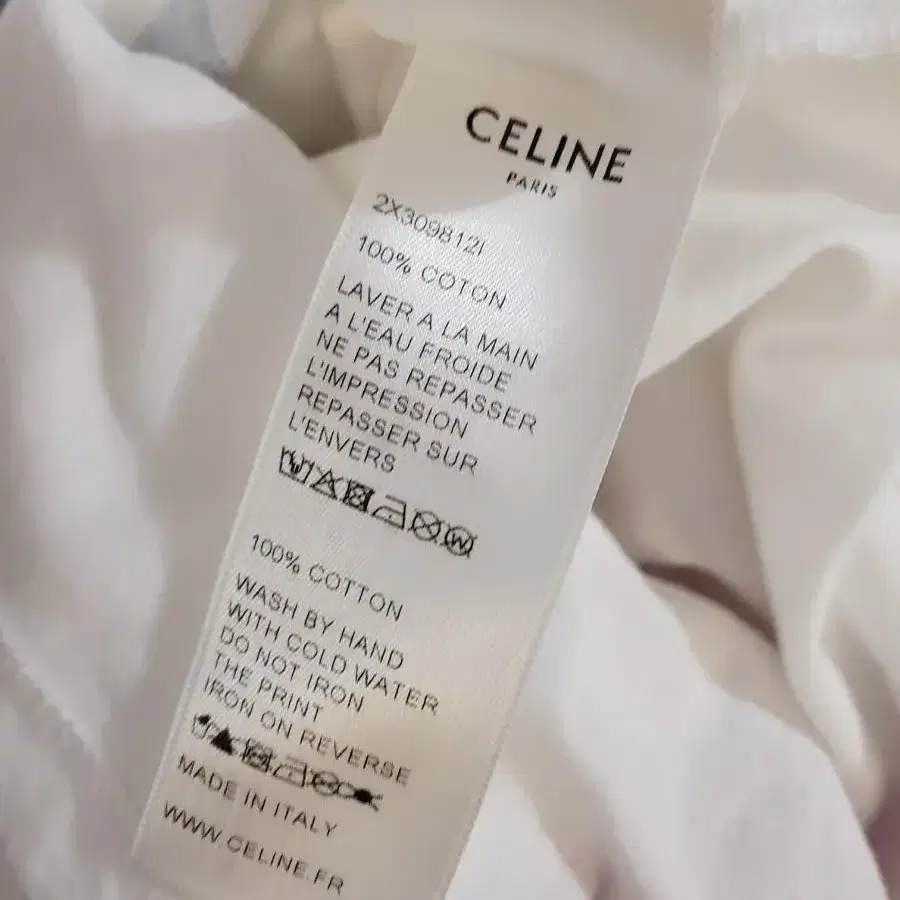 CELINE
PARIS
2X309812I
100% COTON
LAVER A LA MAIN
A L'EAU FROIDE
NE PAS REPASSER
L'IMPRESSION
REPASSER SUR
L'ENVERS
100% COTTON
WASH BY HAND
WITH COLD WATER
DO NOT IRON
THE PRINT
IRON ON REVERSE
MADE IN ITALY
WWW.CELINE.FR